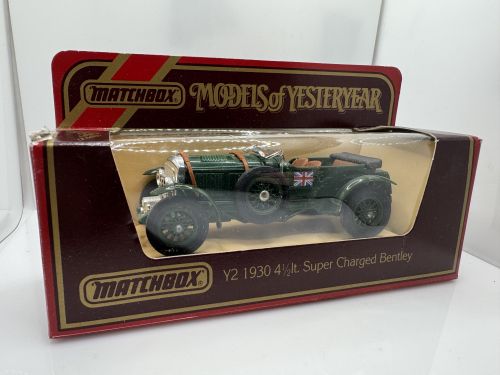 MATCHBOX®
MODELS of YESTERYEAR
MATCHBOX®
Y2 1930 4½lt. Super Charged Bentley